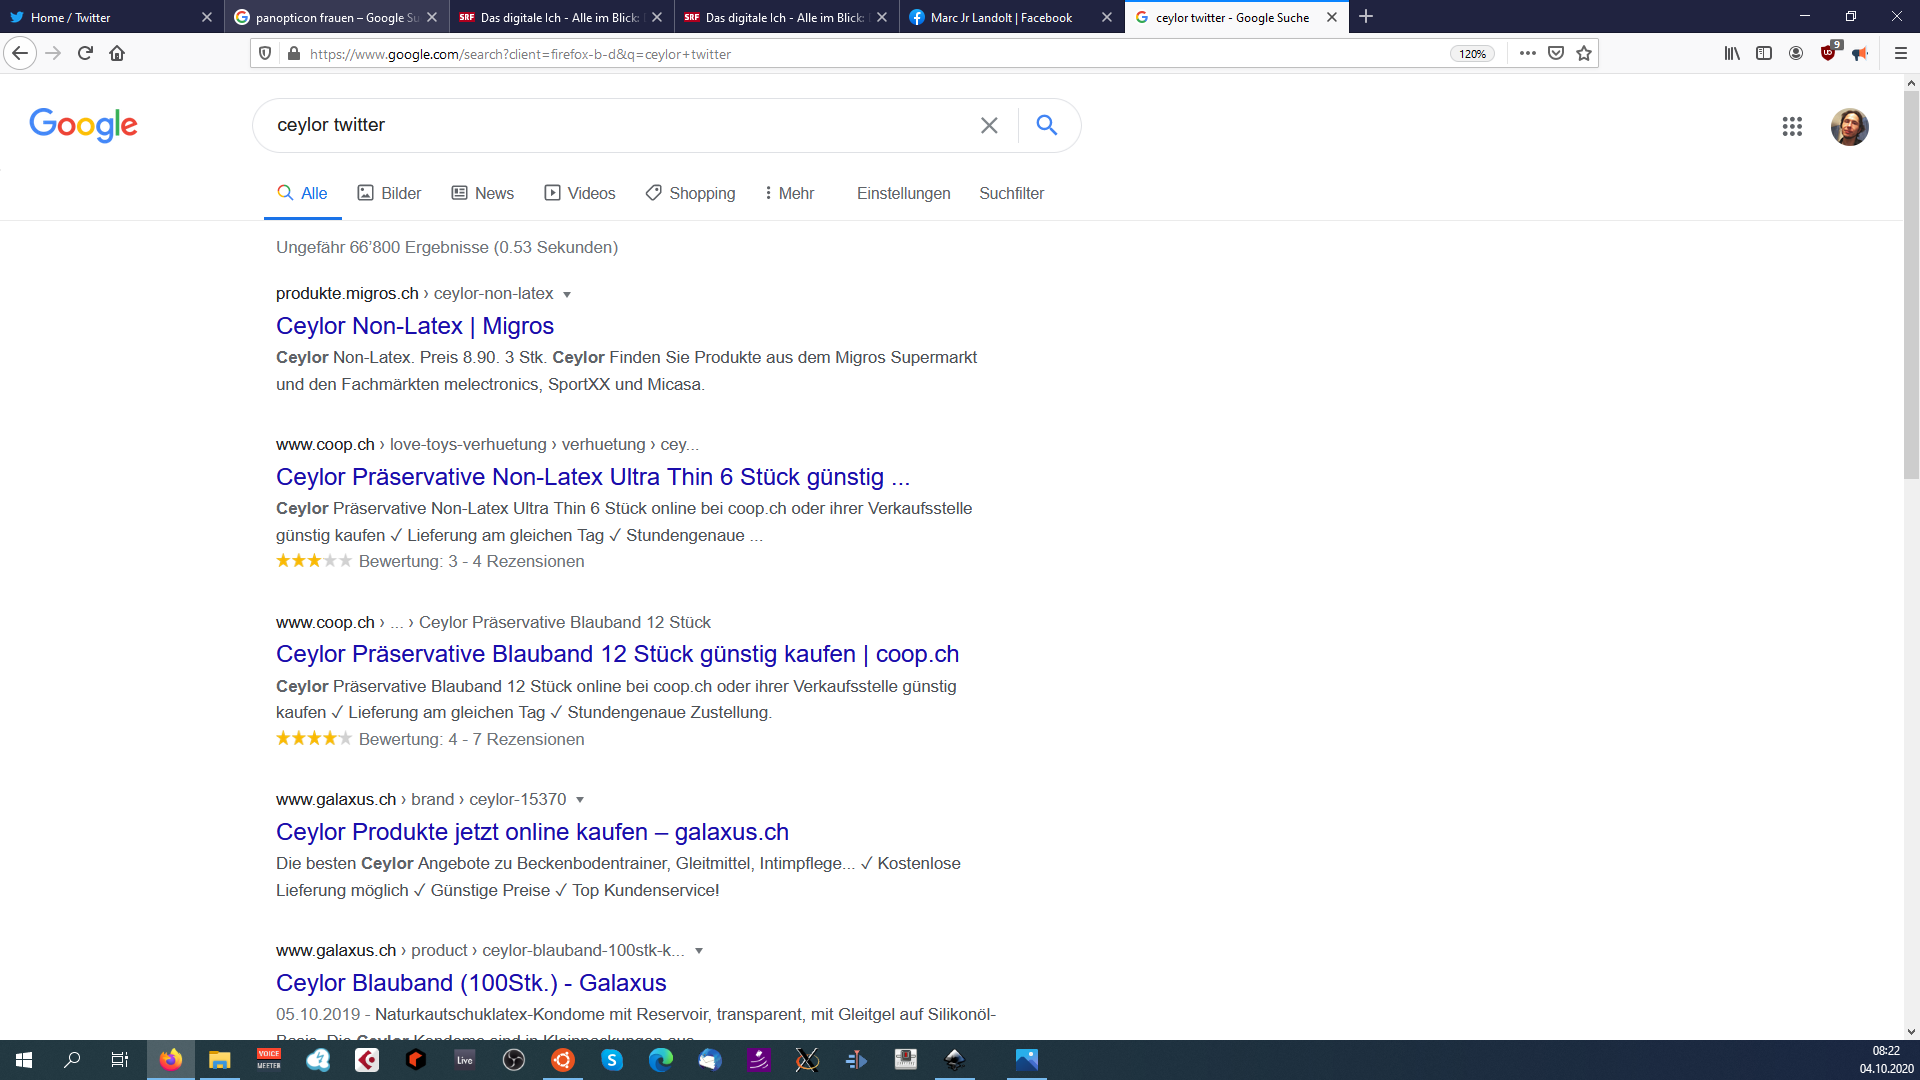 Home / Twitter
panopticon frauen – Google Su
SRF Das digitale Ich - Alle im Blick:
SRF Das digitale Ich - Alle im Blick:
Marc Jr Landolt | Facebook
ceylor twitter - Google Suche
https://www.google.com/search?client=firefox-b-d&q=ceylor+twitter
120%
9
Google
ceylor twitter
Alle
Bilder
News
Videos
Shopping
Mehr
Einstellungen
Suchfilter
Ungefähr 66’800 Ergebnisse (0.53 Sekunden)
produkte.migros.ch › ceylor-non-latex
Ceylor Non-Latex | Migros
Ceylor Non-Latex. Preis 8.90. 3 Stk. Ceylor Finden Sie Produkte aus dem Migros Supermarkt
und den Fachmärkten melectronics, SportXX und Micasa.
www.coop.ch › love-toys-verhuetung › verhuetung › cey...
Ceylor Präservative Non-Latex Ultra Thin 6 Stück günstig ...
Ceylor Präservative Non-Latex Ultra Thin 6 Stück online bei coop.ch oder ihrer Verkaufsstelle
günstig kaufen ✓ Lieferung am gleichen Tag ✓ Stundengenaue ...
Bewertung: 3 - 4 Rezensionen
www.coop.ch › ... › Ceylor Präservative Blauband 12 Stück
Ceylor Präservative Blauband 12 Stück günstig kaufen | coop.ch
Ceylor Präservative Blauband 12 Stück online bei coop.ch oder ihrer Verkaufsstelle günstig
kaufen ✓ Lieferung am gleichen Tag ✓ Stundengenaue Zustellung.
Bewertung: 4 - 7 Rezensionen
www.galaxus.ch › brand › ceylor-15370
Ceylor Produkte jetzt online kaufen – galaxus.ch
Die besten Ceylor Angebote zu Beckenbodentrainer, Gleitmittel, Intimpflege... ✓ Kostenlose
Lieferung möglich ✓ Günstige Preise ✓ Top Kundenservice!
www.galaxus.ch › product › ceylor-blauband-100stk-k...
Ceylor Blauband (100Stk.) - Galaxus
05.10.2019 - Naturkautschuklatex-Kondome mit Reservoir, transparent, mit Gleitgel auf Silikonöl-
Basis. Die Ceylor Kondome sind in Kleinpackungen aus
VOICE
MEETER
Live
08:22
04.10.2020